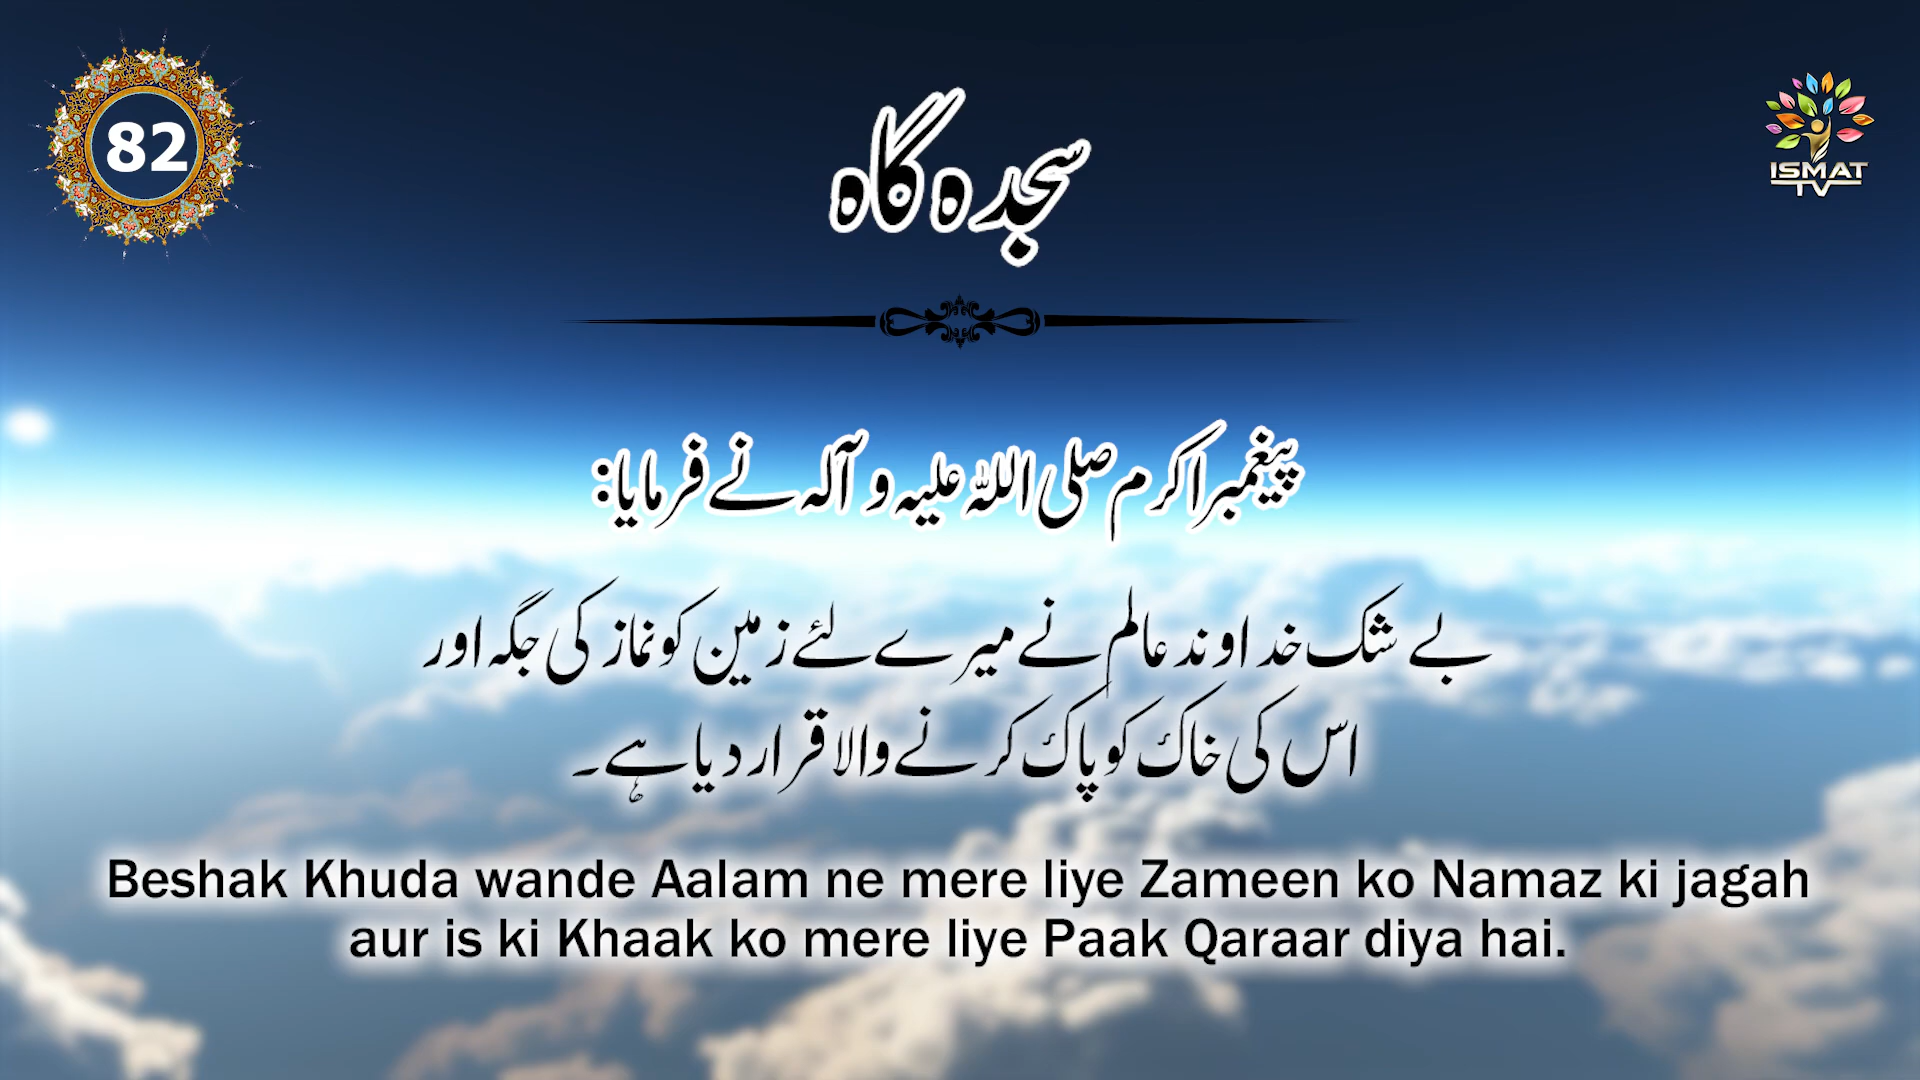 82
ISMAT
TV
سجدہ گاہ
پیغمبر اکرم صلی اللہ علیہ و آلہ نے فرمایا:
بے شک خداوند عالم نے میرے لئے زمین کو نماز کی جگہ اور
اس کی خاک کو پاک کرنے والا قرار دیا ہے۔
Beshak Khuda wande Aalam ne mere liye Zameen ko Namaz ki jagah
aur is ki Khaak ko mere liye Paak Qaraar diya hai.